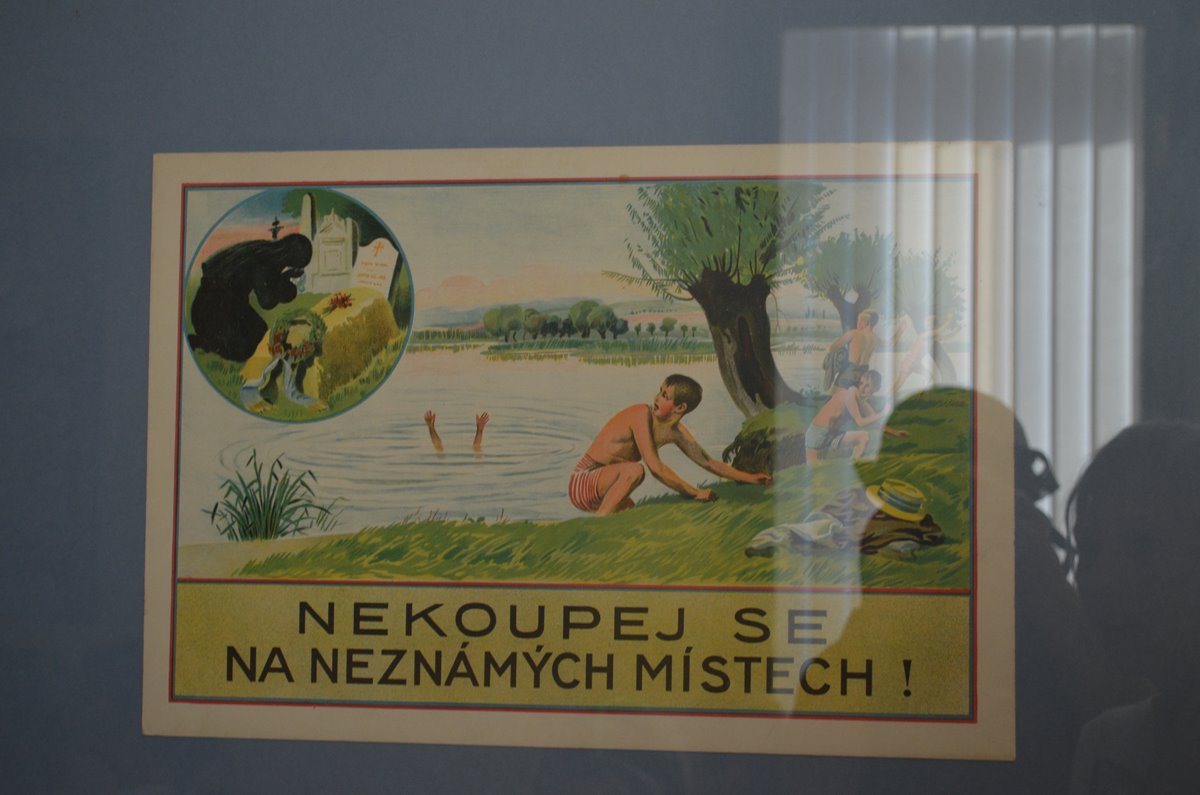 NEKOUPEJ SE
NA NEZNÁMÝCH MÍSTECH !